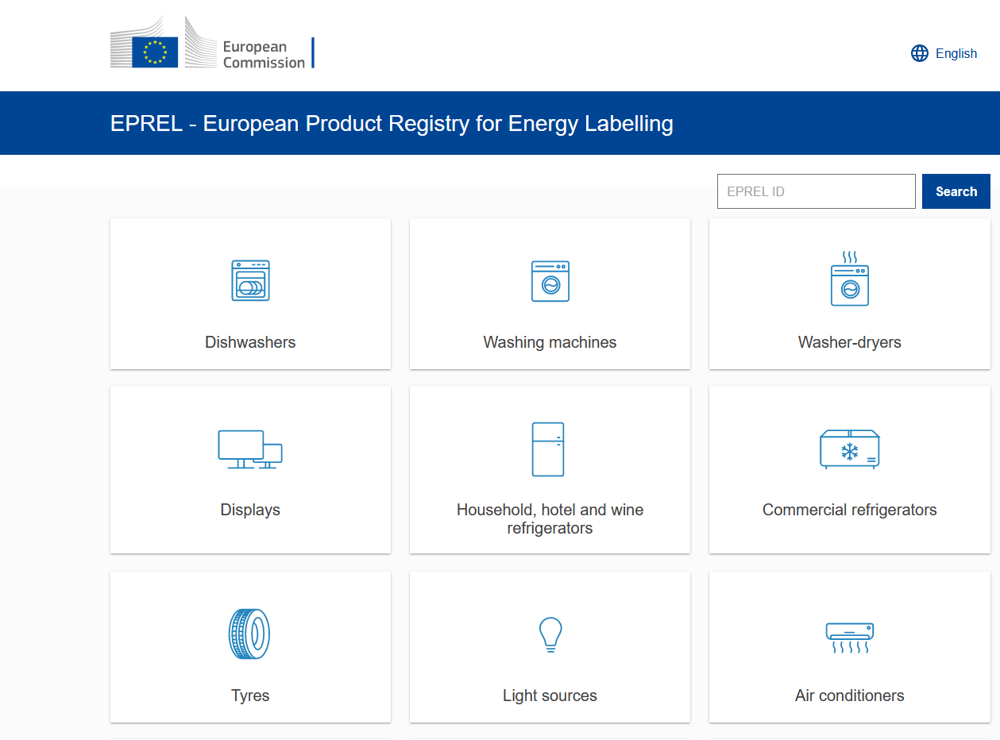 European
Commission
English
EPREL - European Product Registry for Energy Labelling
EPREL ID
Search
Dishwashers
Washing machines
Washer-dryers
Displays
Household, hotel and wine
refrigerators
Commercial refrigerators
Tyres
Light sources
Air conditioners